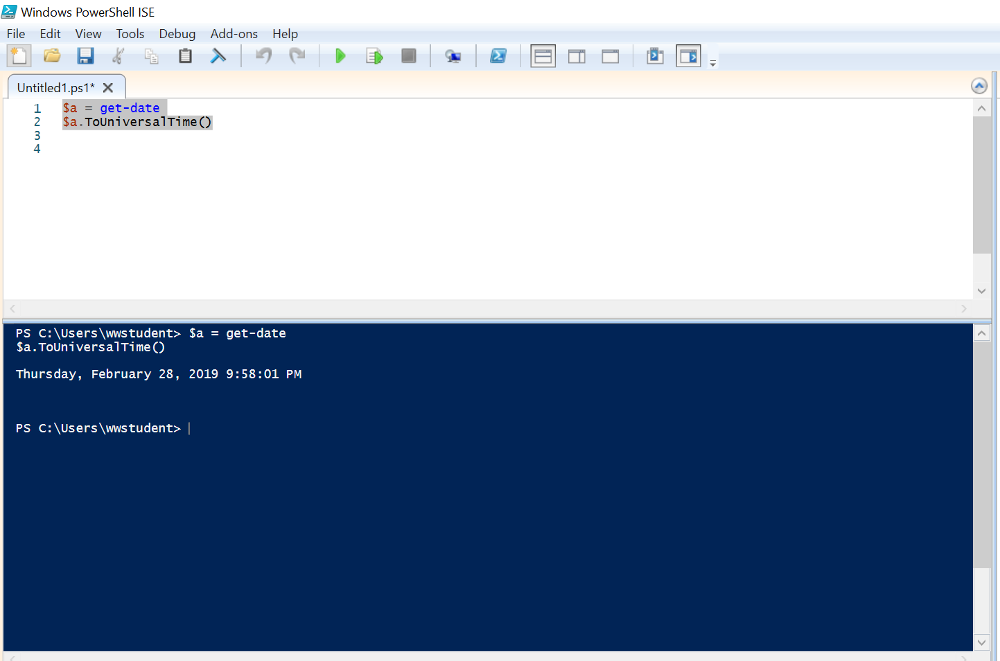 Windows PowerShell ISE
File Edit View Tools Debug Add-ons Help
Untitled1.ps1*
1 $a = get-date
2 $a.ToUniversalTime()
3
4
PS C:\Users\wwstudent> $a = get-date
$a.ToUniversalTime()
Thursday, February 28, 2019 9:58:01 PM
PS C:\Users\wwstudent>